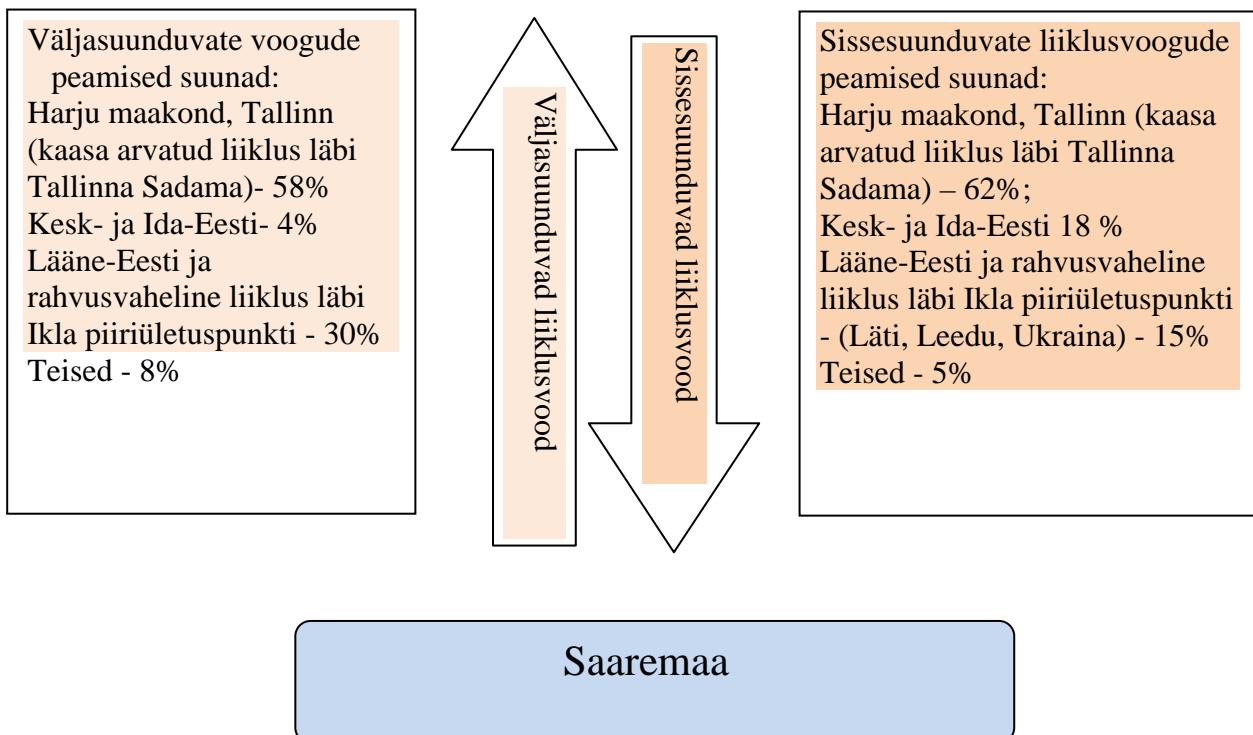 Väljasuunduvate voogude
peamised suunad:
Harju maakond, Tallinn
(kaasa arvatud liiklus läbi
Tallinna Sadama)- 58%
Kesk- ja Ida-Eesti- 4%
Lääne-Eesti ja
rahvusvaheline liiklus läbi
Ikla piiriületuspunkti - 30%
Teised - 8%
Väljasuunduvad liiklusvood
Sissesuunduvad liiklusvood
Sissesuunduvate liiklusvoogude
peamised suunad:
Harju maakond, Tallinn (kaasa
arvatud liiklus läbi Tallinna
Sadama) – 62%;
Kesk- ja Ida-Eesti 18 %
Lääne-Eesti ja rahvusvaheline
liiklus läbi Ikla piiriületuspunkti
- (Läti, Leedu, Ukraina) - 15%
Teised - 5%
Saaremaa